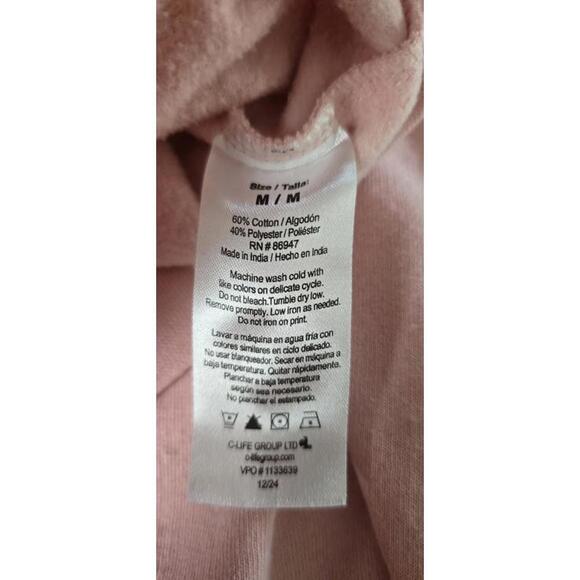 Size / Talla:
M / M
60% Cotton / Algodón
40% Polyester / Poliéster
RN # 86947
Made in India / Hecho en India
Machine wash cold with
like colors on delicate cycle.
Do not bleach.Tumble dry low.
Remove promptly. Low iron as needed.
Do not iron on print.
Lavar a máquina en agua fría con
colores similares en ciclo delicado.
No usar blanqueador. Secar en máquina a
baja temperatura. Quitar rápidamente.
Planchar a baja temperatura
según sea necesario.
No planchar el estampado.
C-LIFE GROUP LTD
c-lifegroup.com
VPO # 1133639
12/24